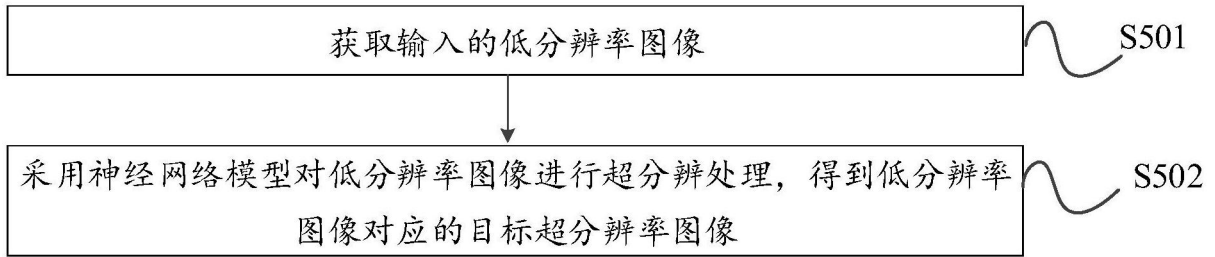 获取输入的低分辨率图像
S501
采用神经网络模型对低分辨率图像进行超分辨处理，得到低分辨率
图像对应的目标超分辨率图像
S502